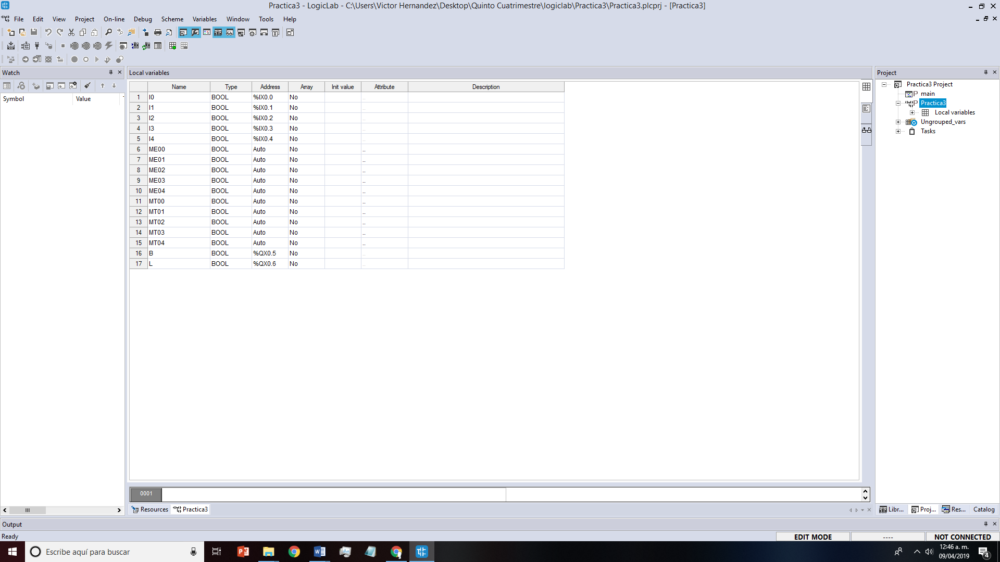 Practica3 - LogicLab - C:\Users\Victor Hernandez\Desktop\Quinto Cuatrimestre\logiclab\Practica3\Practica3.plcprj - [Practica3]
File Edit View Project On-line Debug Scheme Variables Window Tools Help
Watch
Symbol Value
Local variables
Name Type Address Array Init value Attribute Description
1 I0 BOOL %IX0.0 No ..
2 I1 BOOL %IX0.1 No ..
3 I2 BOOL %IX0.2 No ..
4 I3 BOOL %IX0.3 No ..
5 I4 BOOL %IX0.4 No ..
6 ME00 BOOL Auto No ..
7 ME01 BOOL Auto No ..
8 ME02 BOOL Auto No ..
9 ME03 BOOL Auto No ..
10 ME04 BOOL Auto No ..
11 MT00 BOOL Auto No ..
12 MT01 BOOL Auto No ..
13 MT02 BOOL Auto No ..
14 MT03 BOOL Auto No ..
15 MT04 BOOL Auto No ..
16 B BOOL %QX0.5 No ..
17 L BOOL %QX0.6 No ..
0001
Resources Practica3
Project
Practica3 Project
main
Practica3
Local variables
Ungrouped_vars
Tasks
Libr... Proj... Res... Catalog
Output
Ready
EDIT MODE ---- NOT CONNECTED
Escribe aquí para buscar
12:46 a. m.
09/04/2019
4